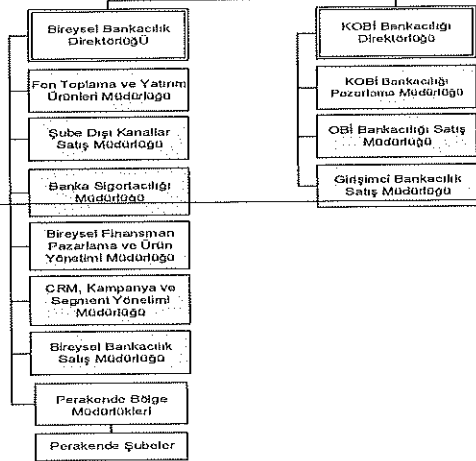 Bireysel Bankacılık
DirektörlüğÜ
Fon Toplama ve Yatırım
Ürünleri Müdürlüğü
Şube Dışı Kanallar
Satış Müdürlüğü
Banka Sigortacılığı
Müdürlüğü
Bireysel Finansman
Pazarlama ve Ürün
Yönetimi Müdürlüğü
CRM, Kampanya ve
Segment Yönetimi
Müdürlüğü
Bireysel Bankacılık
Satış Müdürlüğü
Perakende Bölge
Müdürlükleri
Perakende Şubeler
KOBİ Bankacılığı
Direktörlüğü
KOBİ Bankacılığı
Pazarlama Müdürlüğü
OBİ Bankacılığı Satış
Müdürlüğü
Girişimci Bankacılık
Satış Müdürlüğü